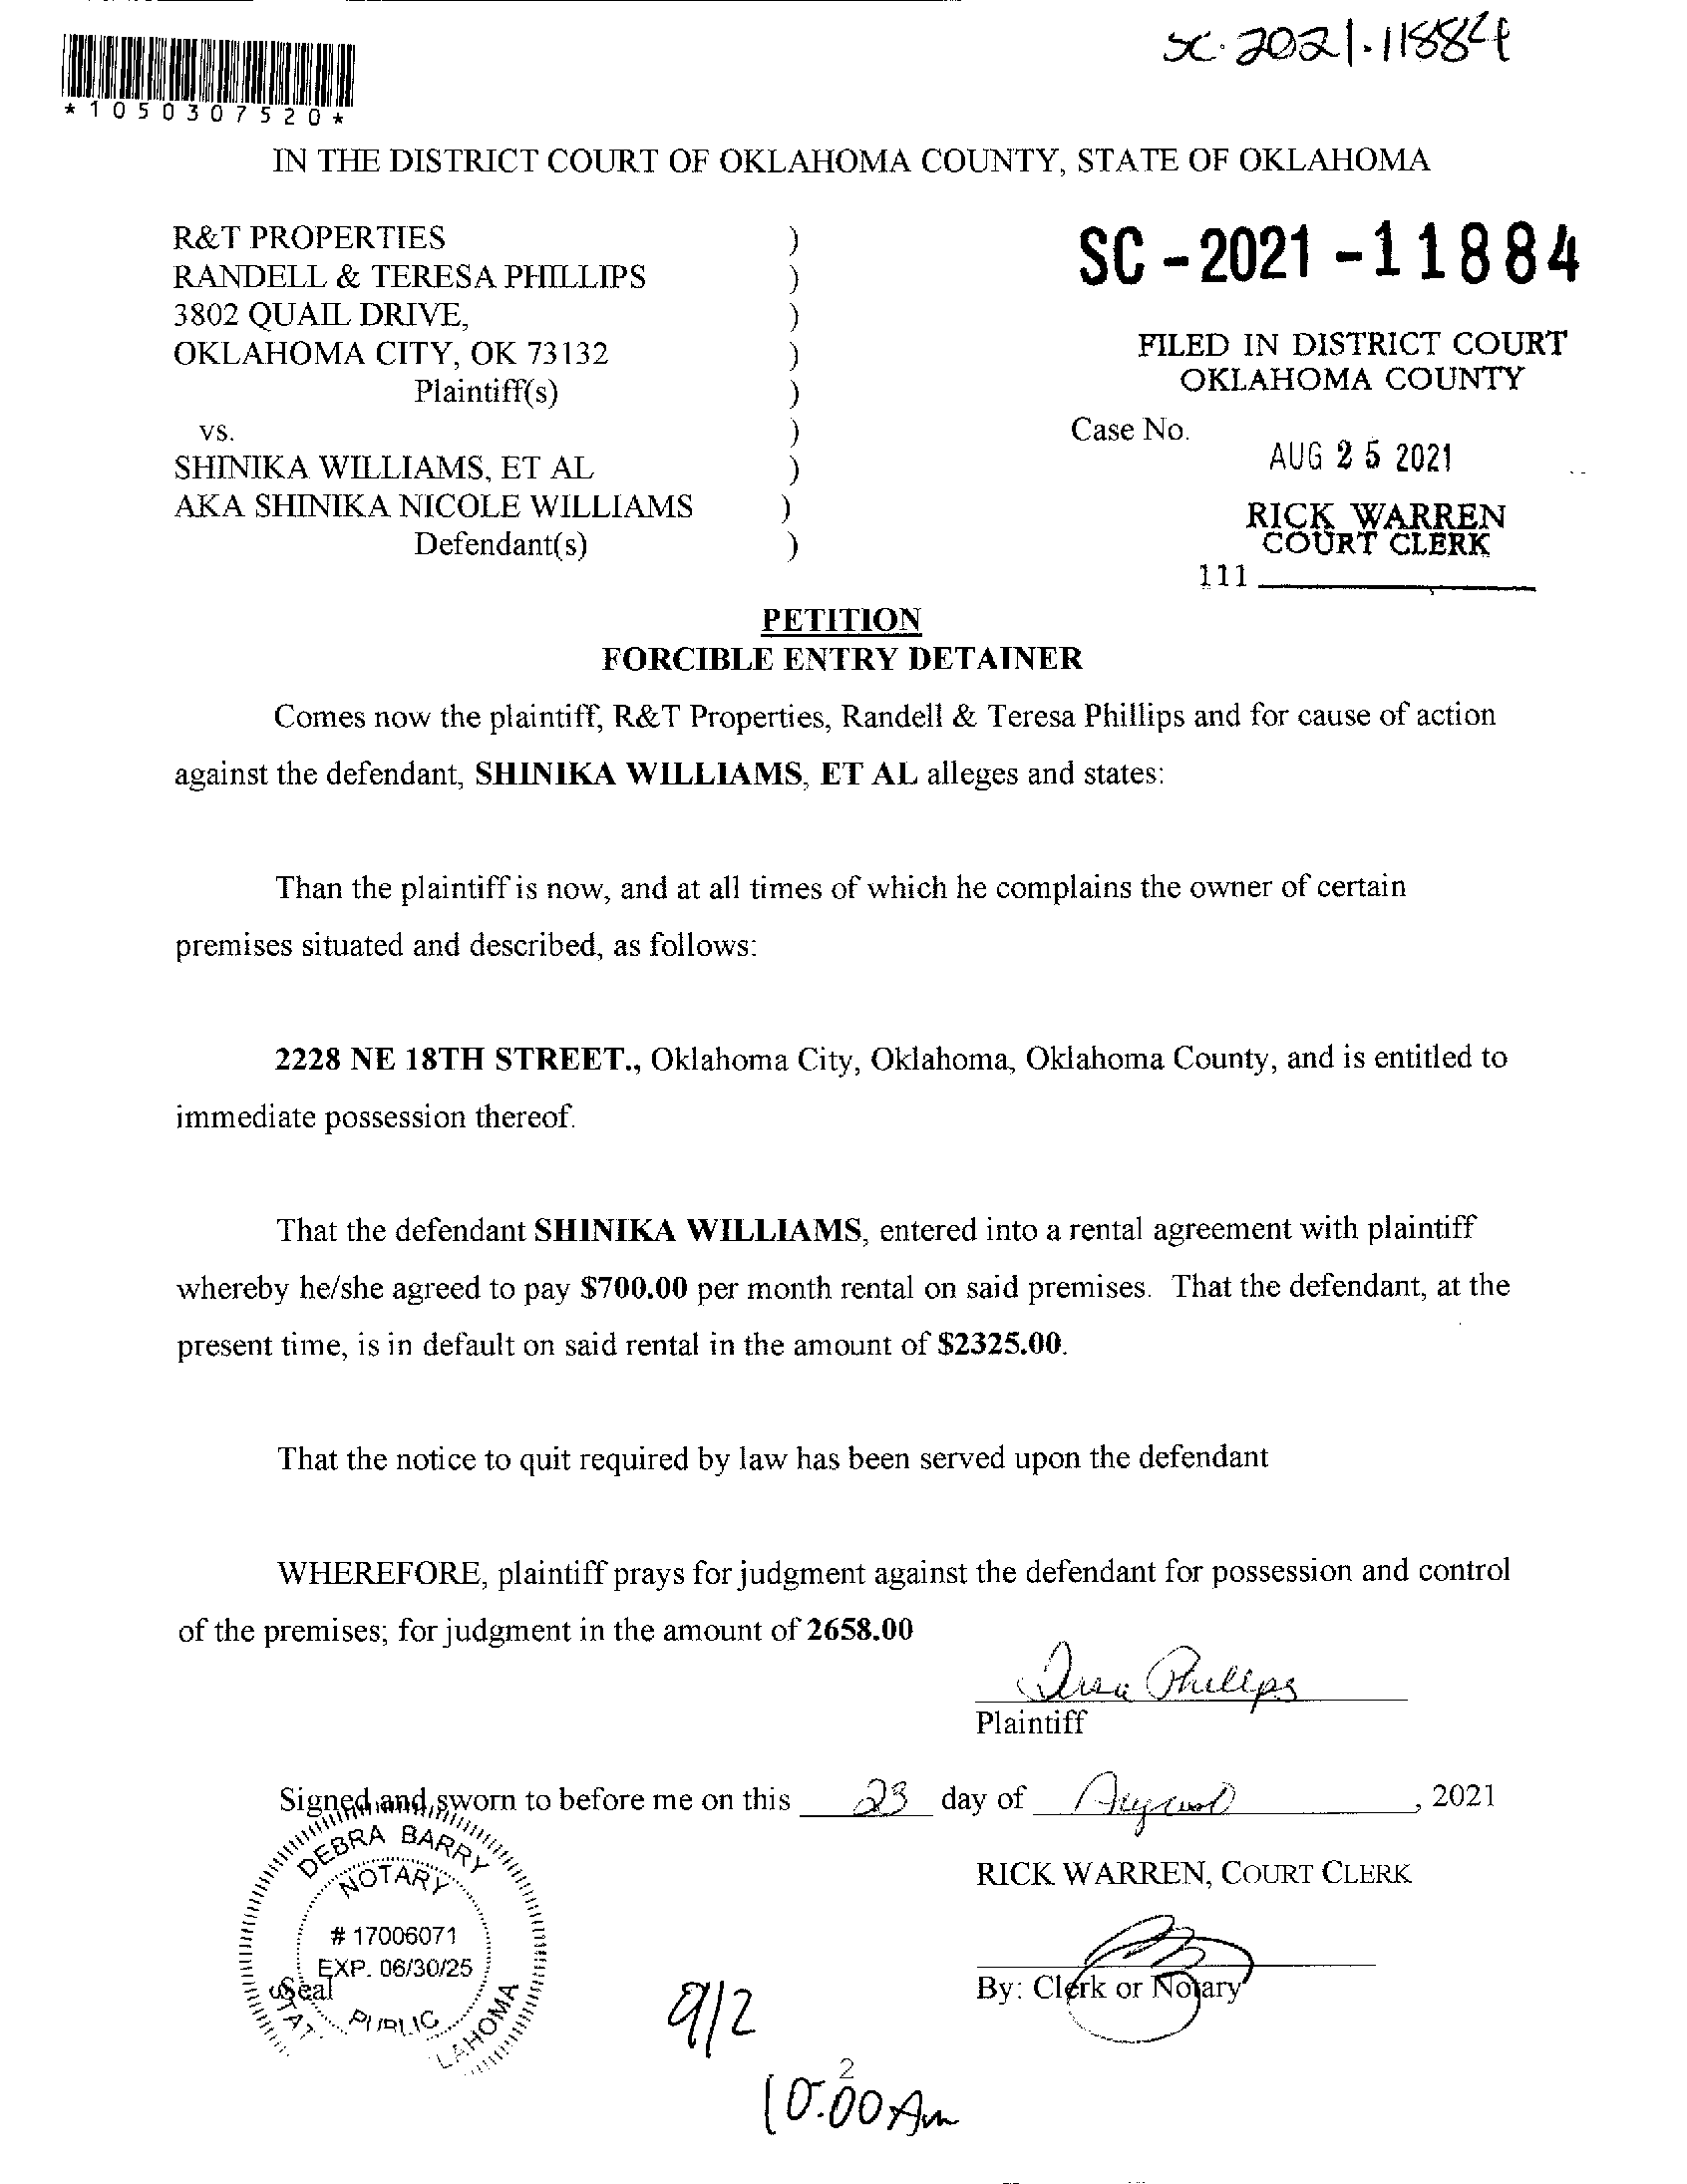 SC-2021-11884
*1050307520*
IN THE DISTRICT COURT OF OKLAHOMA COUNTY, STATE OF OKLAHOMA
R&T PROPERTIES )
RANDELL & TERESA PHILLIPS )
3802 QUAIL DRIVE, )
OKLAHOMA CITY, OK 73132 )
Plaintiff(s) )
vs. )
SHINIKA WILLIAMS, ET AL )
AKA SHINIKA NICOLE WILLIAMS )
Defendant(s) )
SC-2021-11884
FILED IN DISTRICT COURT
OKLAHOMA COUNTY
Case No.
AUG 25 2021
RICK WARREN
COURT CLERK
111
PETITION
FORCIBLE ENTRY DETAINER
Comes now the plaintiff, R&T Properties, Randell & Teresa Phillips and for cause of action
against the defendant, SHINIKA WILLIAMS, ET AL alleges and states:
Than the plaintiff is now, and at all times of which he complains the owner of certain
premises situated and described, as follows:
2228 NE 18TH STREET., Oklahoma City, Oklahoma, Oklahoma County, and is entitled to
immediate possession thereof.
That the defendant SHINIKA WILLIAMS, entered into a rental agreement with plaintiff
whereby he/she agreed to pay $700.00 per month rental on said premises. That the defendant, at the
present time, is in default on said rental in the amount of $2325.00.
That the notice to quit required by law has been served upon the defendant
WHEREFORE, plaintiff prays for judgment against the defendant for possession and control
of the premises; for judgment in the amount of 2658.00
Phillips
Plaintiff
Signed and sworn to before me on this 23 day of August, 2021
DEBRA BARRY
NOTARY
# 17006071
EXP. 06/30/25
Seal
PUBLIC
RICK WARREN, COURT CLERK
By: Clerk or Notary
9/2
2
10:00 Am